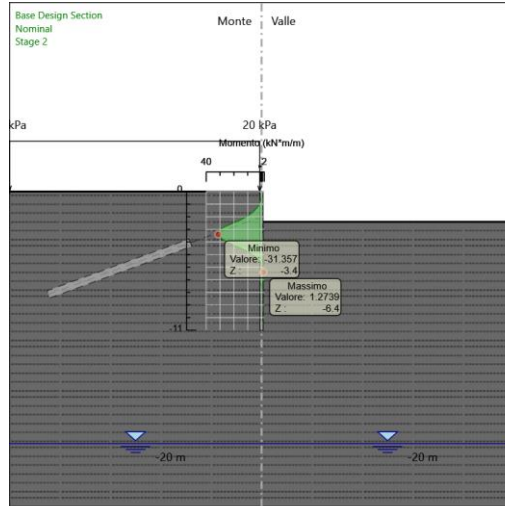 Base Design Section
Nominal
Stage 2
Monte
Valle
kPa
20 kPa
Momento (kN*m/m)
40
2
0
Minimo
Valore: -31.357
Z : -3.4
Massimo
Valore: 1.2739
Z : -6.4
-11
-20 m
-20 m